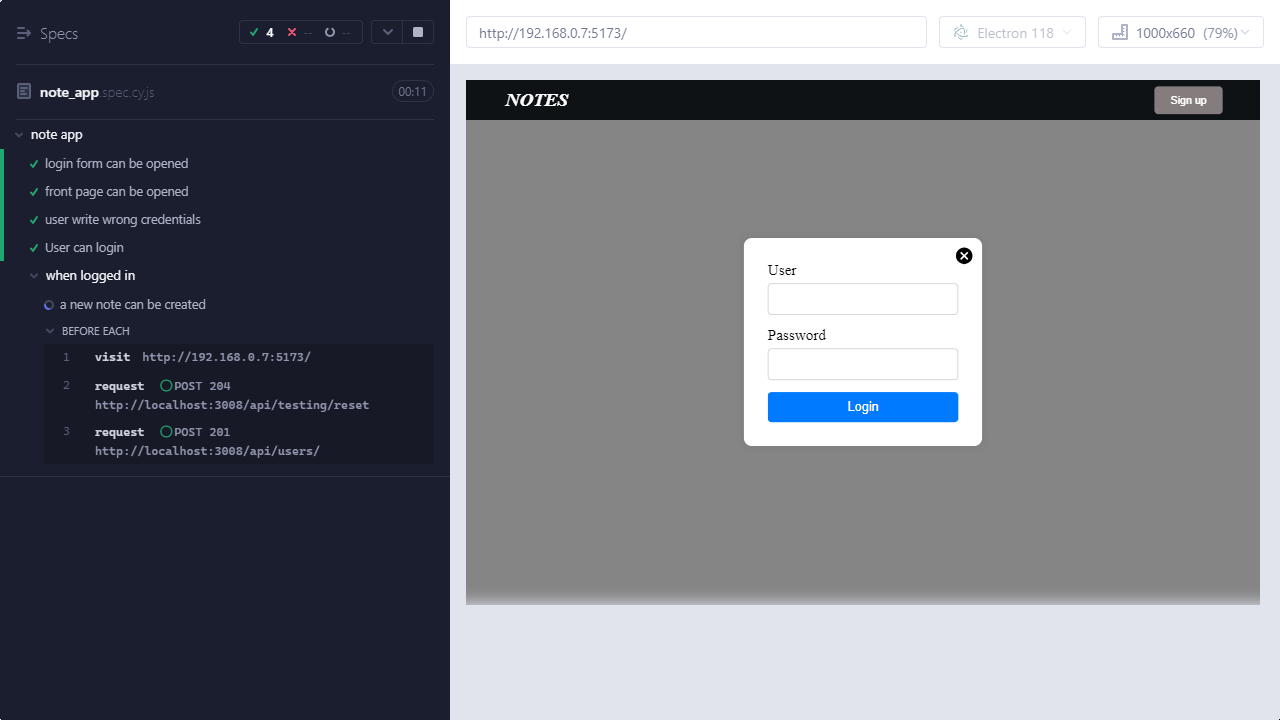 Specs
4 -- --
note_app.spec.cy.js
00:11
note app
login form can be opened
front page can be opened
user write wrong credentials
User can login
when logged in
a new note can be created
BEFORE EACH
1 visit http://192.168.0.7:5173/
2 request POST 204
http://localhost:3008/api/testing/reset
3 request POST 201
http://localhost:3008/api/users/
http://192.168.0.7:5173/
Electron 118
1000x660 (79%)
NOTES
Sign up
User
Password
Login